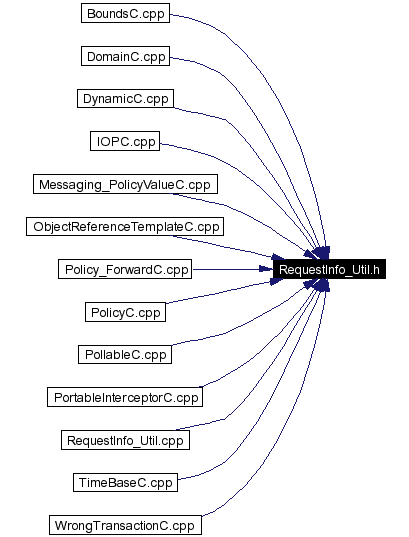 BoundsC.cpp
DomainC.cpp
DynamicC.cpp
IOPC.cpp
Messaging_PolicyValueC.cpp
ObjectReferenceTemplateC.cpp
Policy_ForwardC.cpp
RequestInfo_Util.h
PolicyC.cpp
PollableC.cpp
PortableInterceptorC.cpp
RequestInfo_Util.cpp
TimeBaseC.cpp
WrongTransactionC.cpp